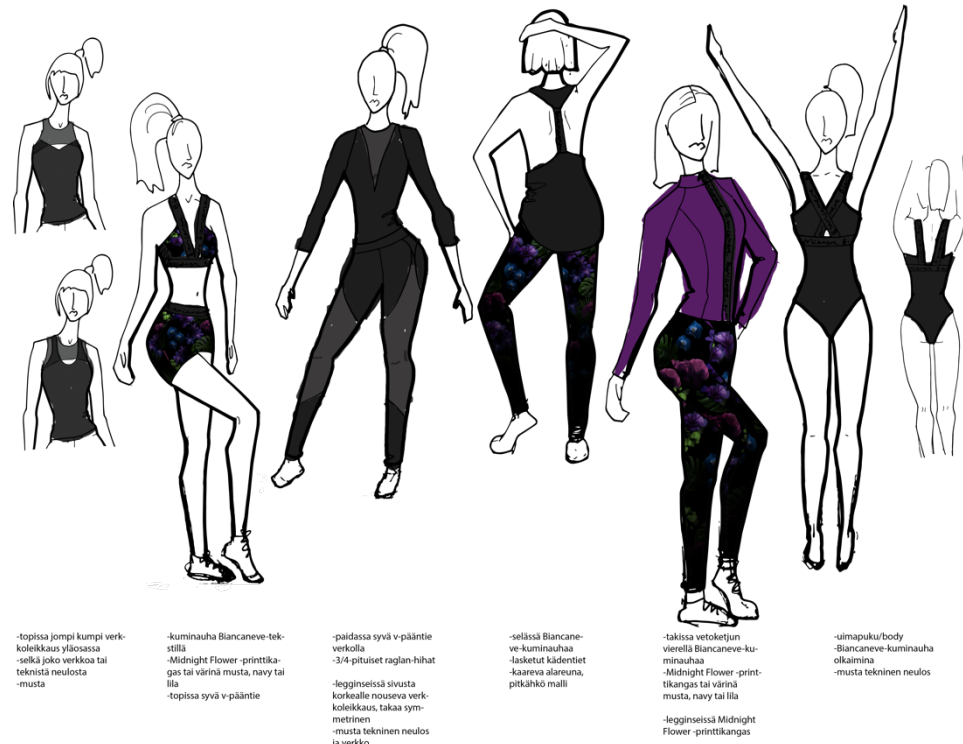 -topissa jompi kumpi verk-
koleikkaus yläosassa
-selkä joko verkkoa tai
teknistä neulosta
-musta
-kuminauha Biancaneve-tek-
stillä
-Midnight Flower -printtika-
ngas tai värinä musta, navy tai
lila
-topissa syvä v-pääntie
-paidassa syvä v-pääntie
verkolla
-3/4-pituiset raglan-hihat
-legginseissä sivusta
korkealle nouseva verk-
koleikkaus, takaa sym-
metrinen
-musta tekninen neulos
ja verkko
-selässä Biancane-
ve-kuminauhaa
-lasketut kädentiet
-kaareva alareuna,
pitkähkö malli
-takissa vetoketjun
vierellä Biancaneve-ku-
minauhaa
-Midnight Flower -print-
tikangas tai värinä
musta, navy tai lila
-legginseissä Midnight
Flower -printtikangas
-uimapuku/body
-Biancaneve-kuminauha
olkaimina
-musta tekninen neulos